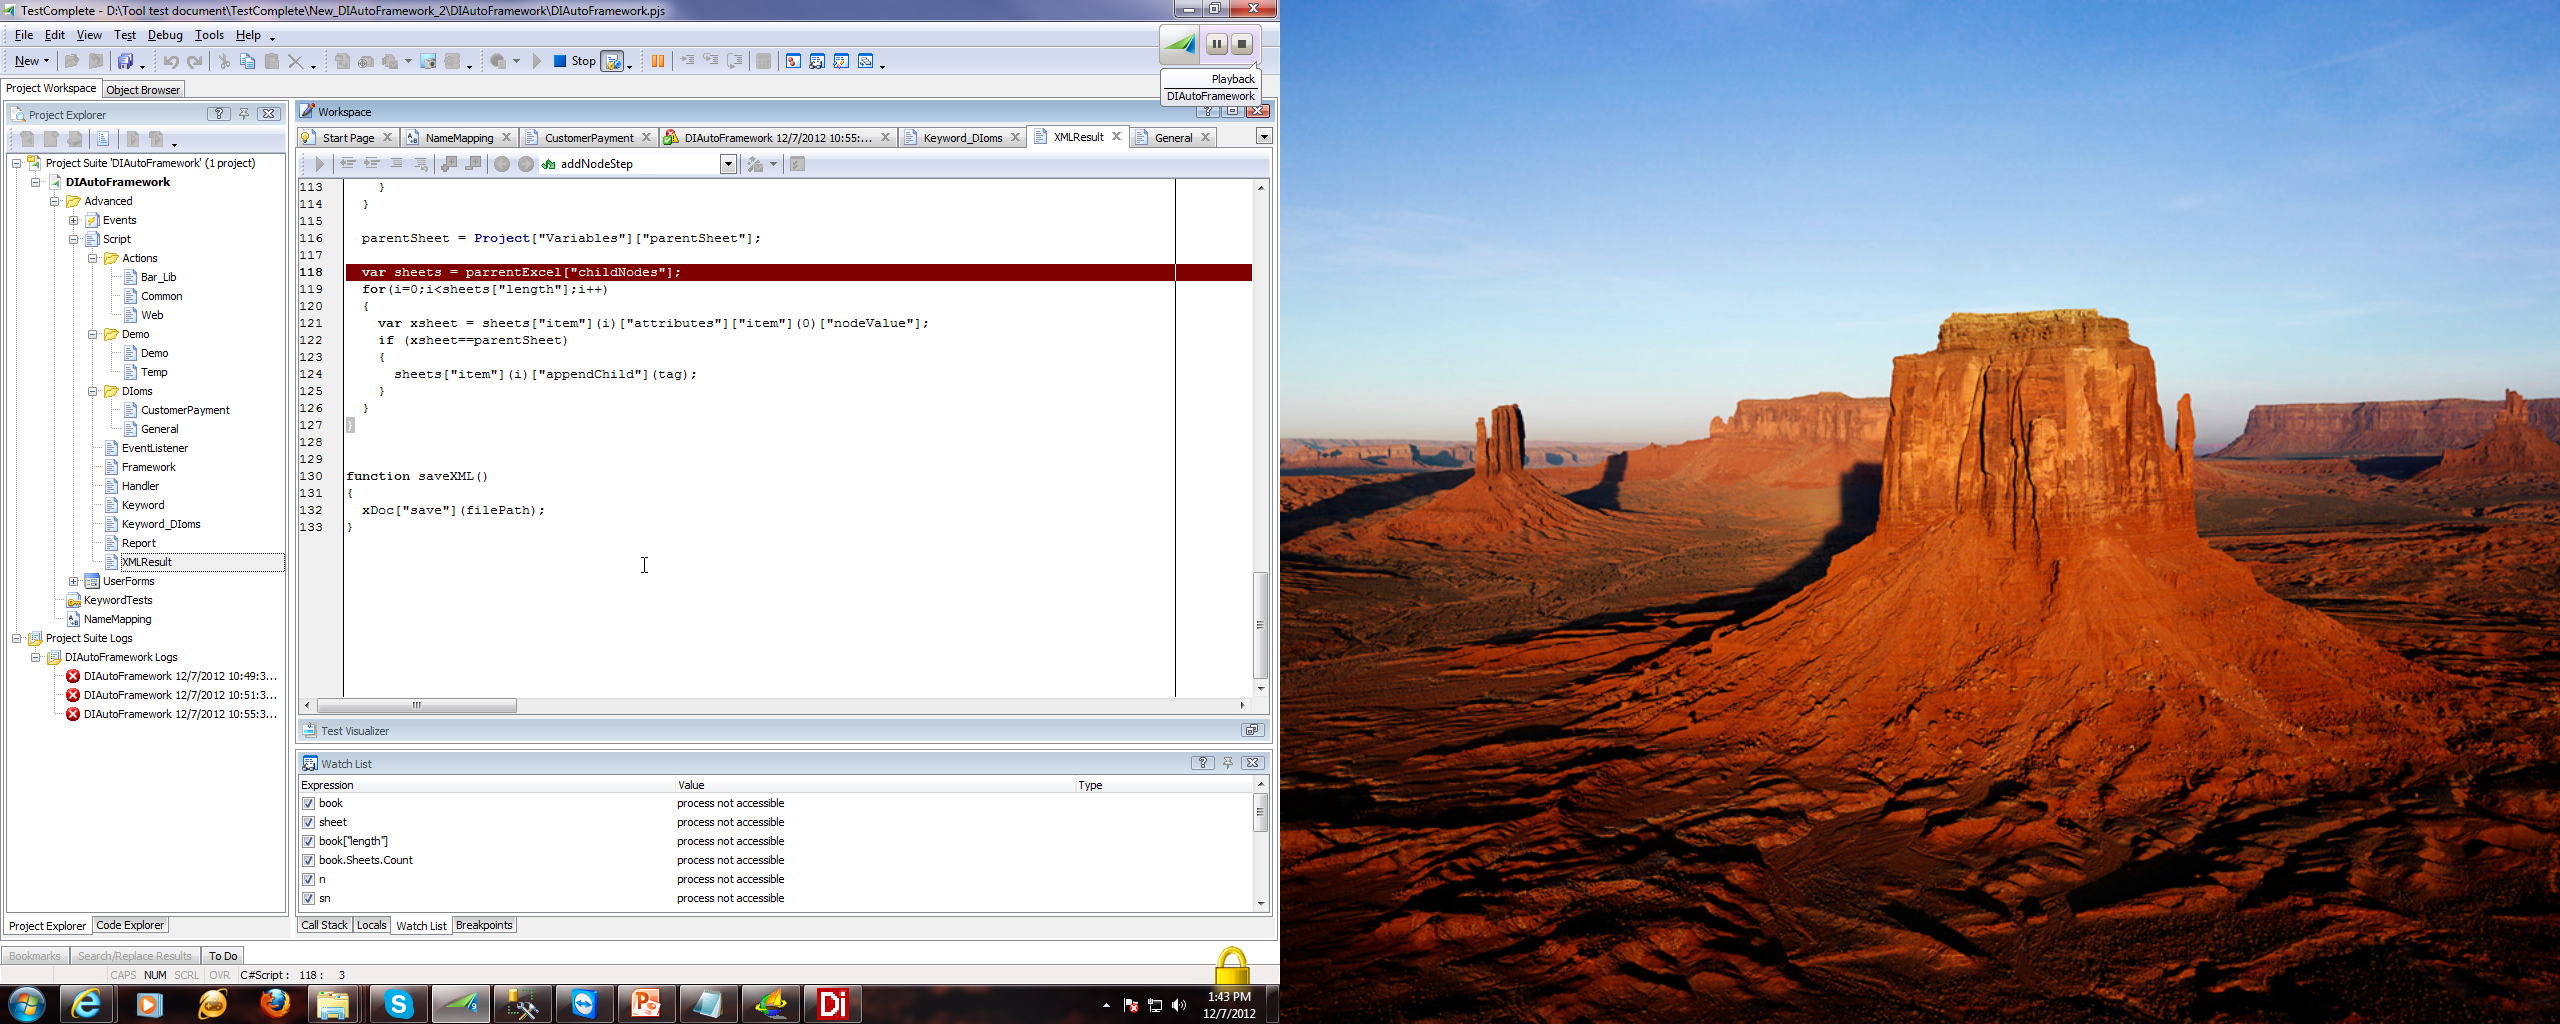 TestComplete - D:\Tool test document\TestComplete\New_DIAutoFramework_2\DIAutoFramework\DIAutoFramework.pjs
File Edit View Test Debug Tools Help
New Stop
Playback
DIAutoFramework
Project Workspace Object Browser
Project Explorer
Project Suite 'DIAutoFramework' (1 project)
DIAutoFramework
Advanced
Events
Script
Actions
Bar_Lib
Common
Web
Demo
Demo
Temp
DIoms
CustomerPayment
General
EventListener
Framework
Handler
Keyword
Keyword_DIoms
Report
XMLResult
UserForms
KeywordTests
NameMapping
Project Suite Logs
DIAutoFramework Logs
DIAutoFramework 12/7/2012 10:49:3...
DIAutoFramework 12/7/2012 10:51:3...
DIAutoFramework 12/7/2012 10:55:3...
Project Explorer Code Explorer
Workspace
Start Page NameMapping CustomerPayment DIAutoFramework 12/7/2012 10:55:... Keyword_DIoms XMLResult General
addNodeStep
113 }
114 }
115
116 parentSheet = Project["Variables"]["parentSheet"];
117
118 var sheets = parrentExcel["childNodes"];
119 for(i=0;i<sheets["length"];i++)
120 {
121 var xsheet = sheets["item"](i)["attributes"]["item"](0)["nodeValue"];
122 if (xsheet==parentSheet)
123 {
124 sheets["item"](i)["appendChild"](tag);
125 }
126 }
127 }
128
129
130 function saveXML()
131 {
132 xDoc["save"](filePath);
133 }
Test Visualizer
Watch List
Expression Value Type
book process not accessible
sheet process not accessible
book["length"] process not accessible
book.Sheets.Count process not accessible
n process not accessible
sn process not accessible
Call Stack Locals Watch List Breakpoints
Bookmarks Search/Replace Results To Do
CAPS NUM SCRL OVR C#Script : 118 : 3
1:43 PM
12/7/2012